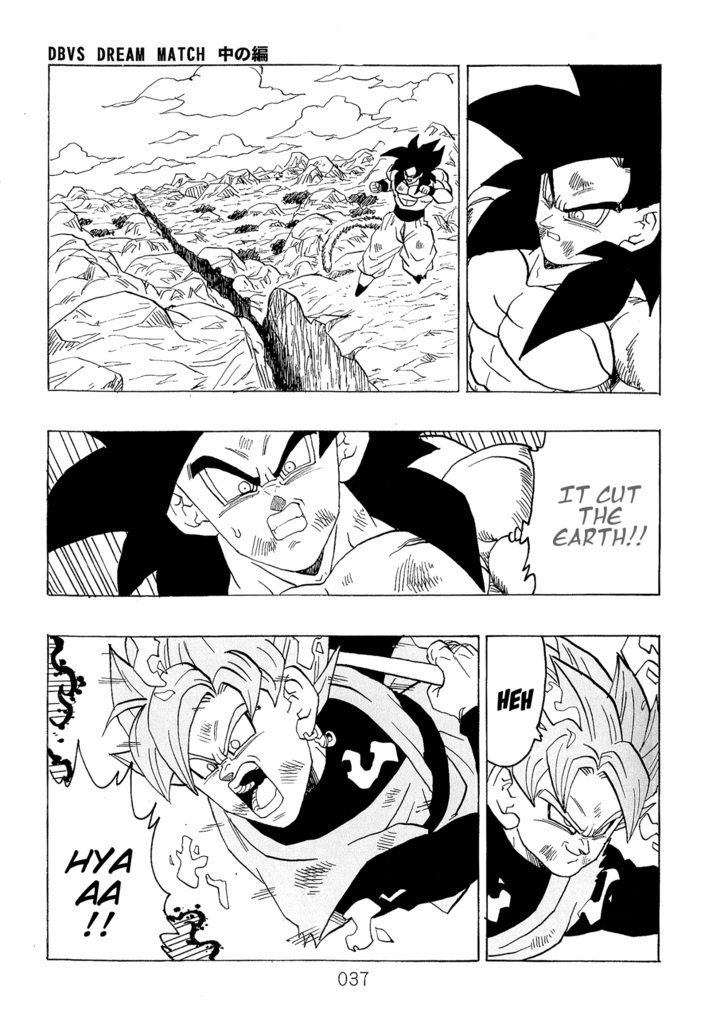 DBVS DREAM MATCH 中の編
IT CUT
THE
EARTH!!
HEH
HYA
AA
!!
037